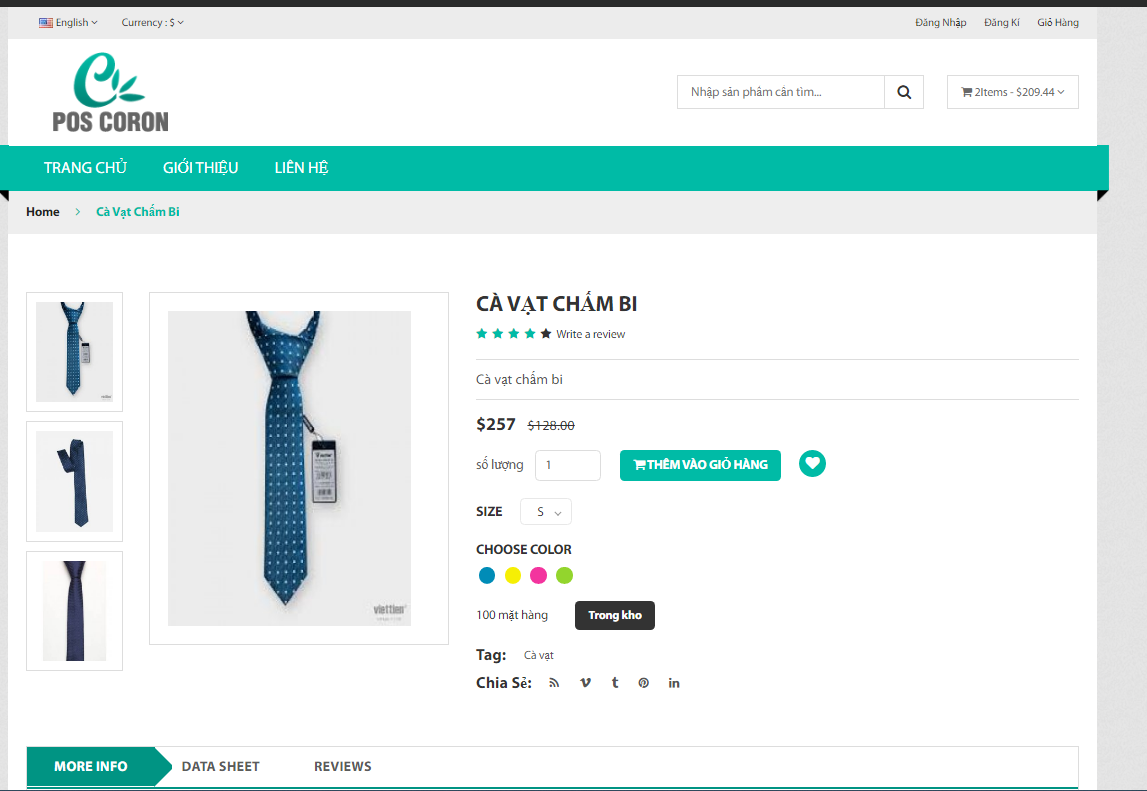 English
Currency : $
Đăng Nhập
Đăng Kí
Giỏ Hàng
POS CORON
Nhập sản phẩm cần tìm...
2Items - $209.44
TRANG CHỦ
GIỚI THIỆU
LIÊN HỆ
Home
Cà Vạt Chấm Bi
CÀ VẠT CHẤM BI
Write a review
Cà vạt chấm bi
$257 $128.00
số lượng
1
THÊM VÀO GIỎ HÀNG
SIZE
S
CHOOSE COLOR
100 mặt hàng
Trong kho
Tag: Cà vạt
Chia Sẻ:
viettien
MORE INFO
DATA SHEET
REVIEWS